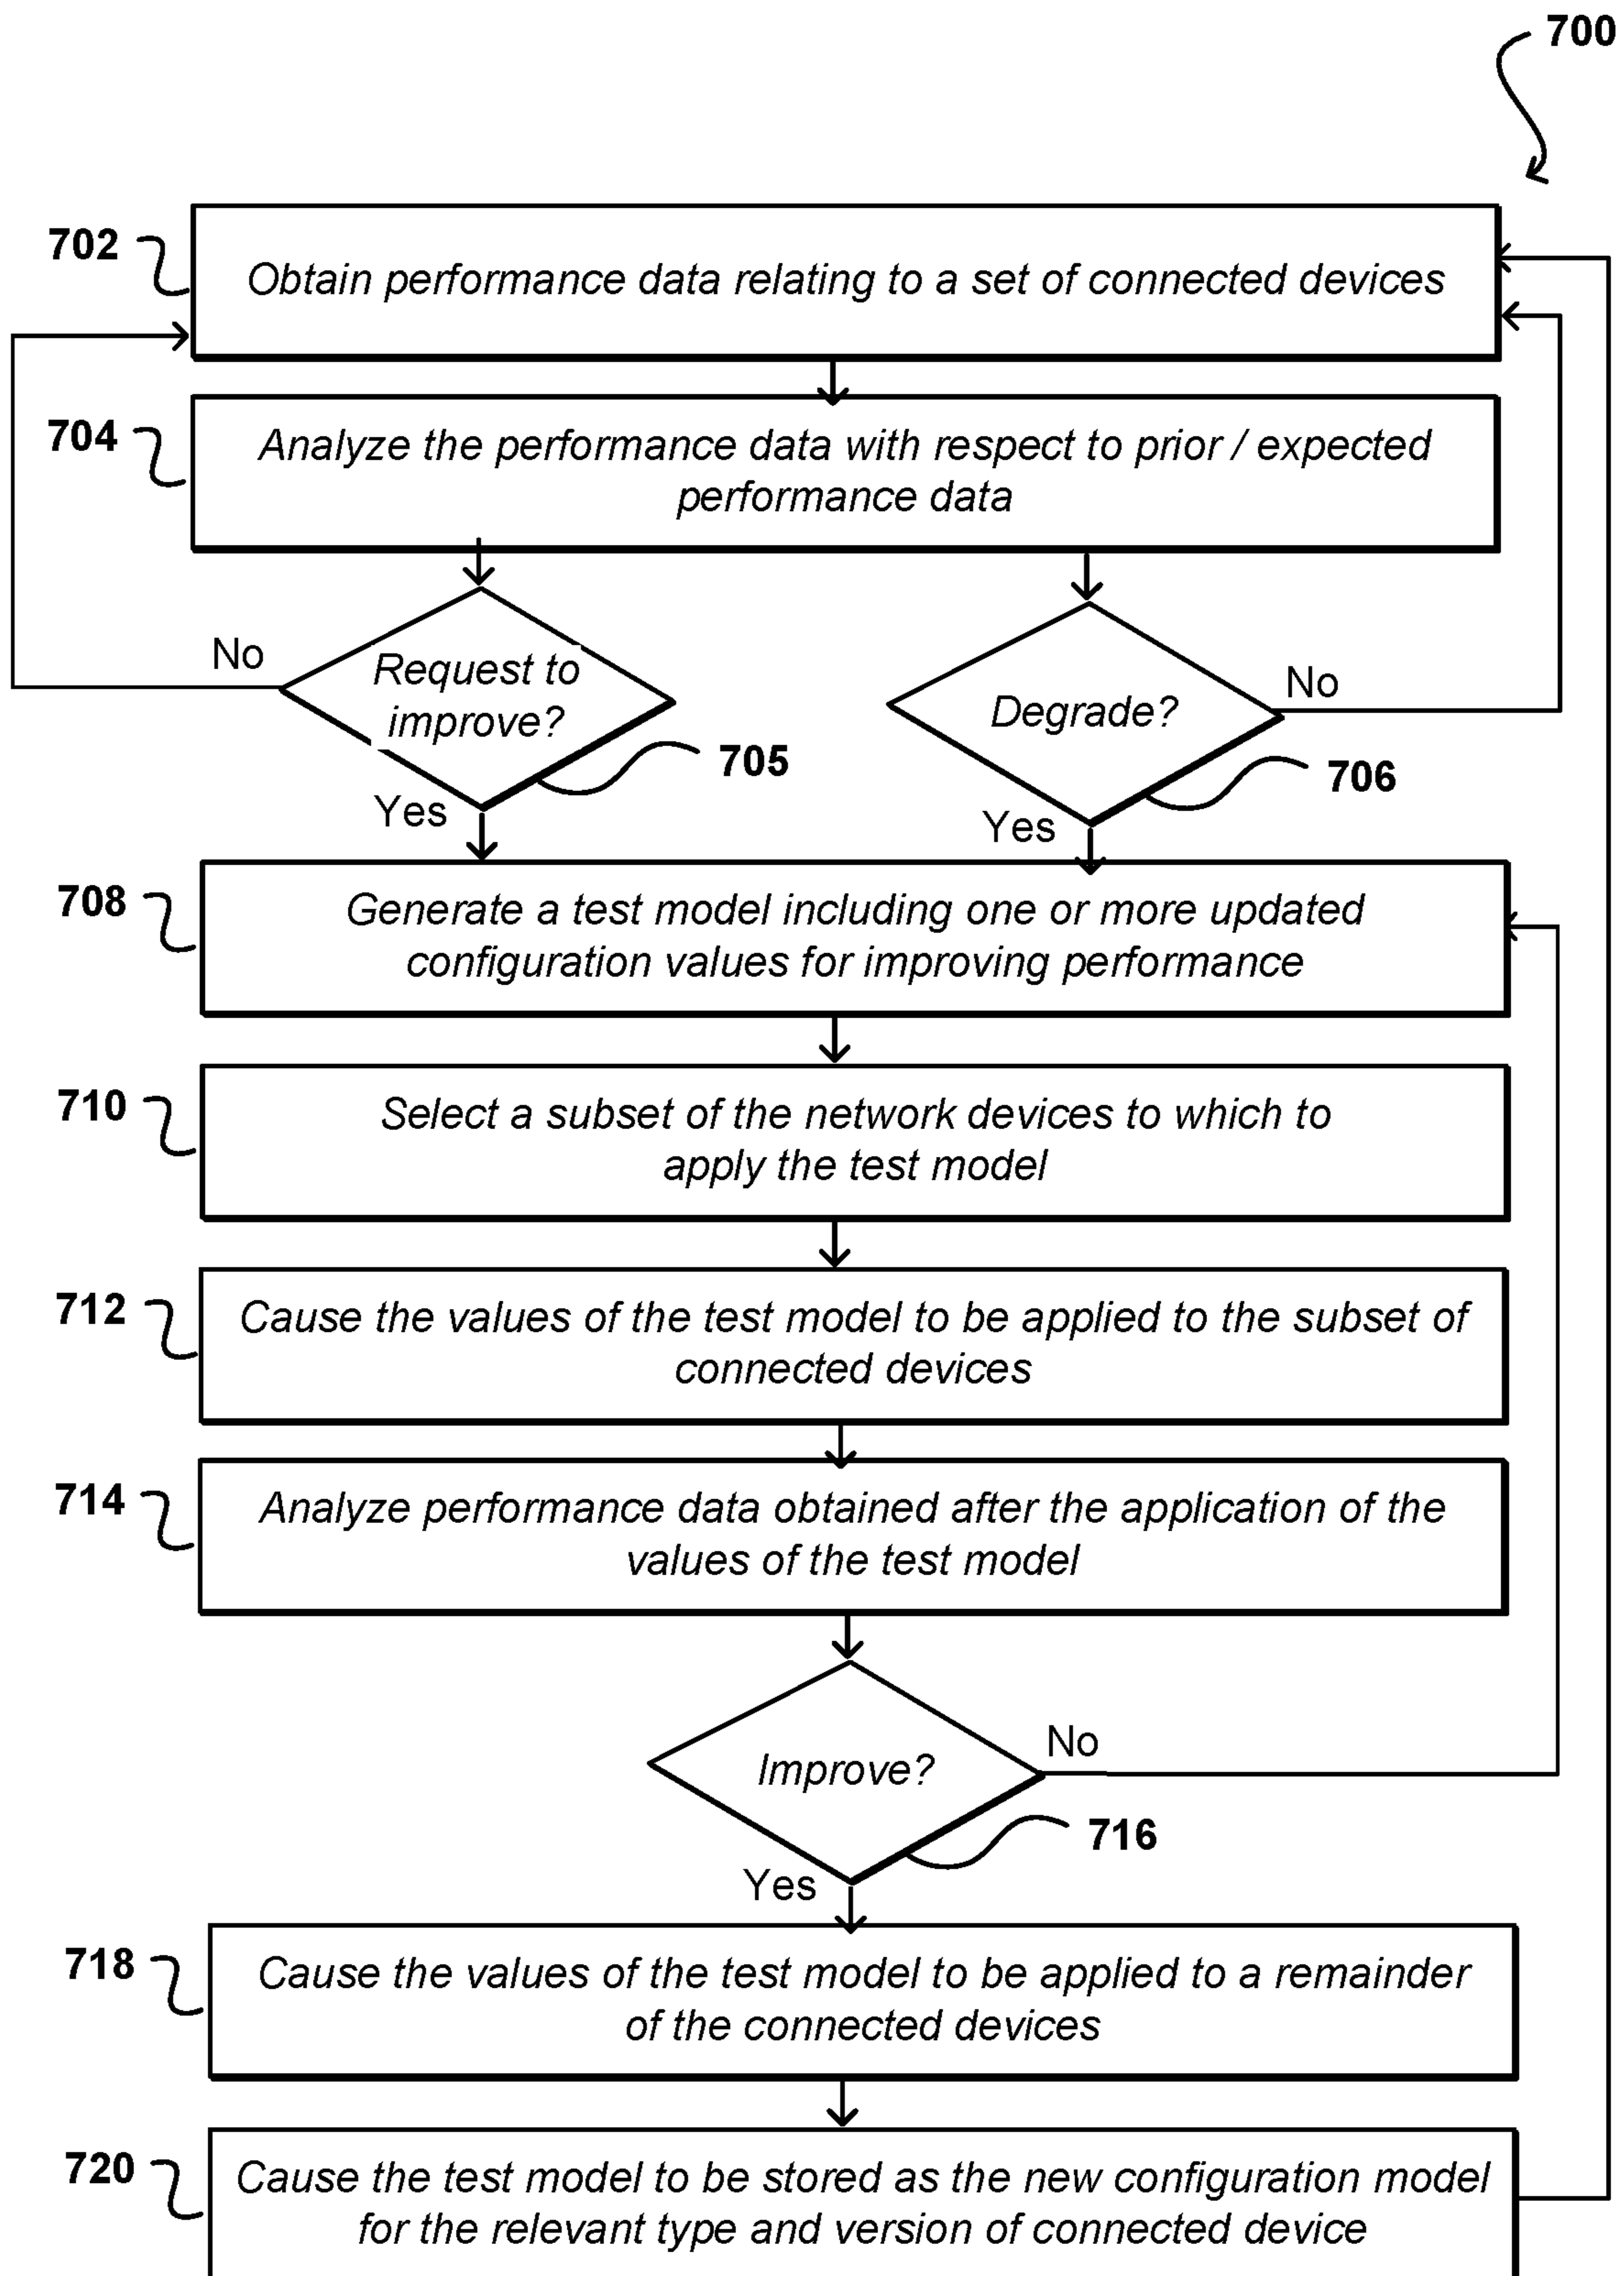 700
702
Obtain performance data relating to a set of connected devices
704
Analyze the performance data with respect to prior / expected
performance data
No
Request to
improve?
705
Yes
Degrade?
No
706
Yes
708
Generate a test model including one or more updated
configuration values for improving performance
710
Select a subset of the network devices to which to
apply the test model
712
Cause the values of the test model to be applied to the subset of
connected devices
714
Analyze performance data obtained after the application of the
values of the test model
Improve?
No
716
Yes
718
Cause the values of the test model to be applied to a remainder
of the connected devices
720
Cause the test model to be stored as the new configuration model
for the relevant type and version of connected device